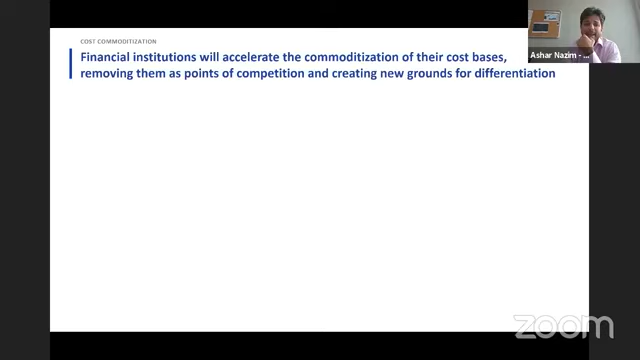 COST COMMODITIZATION
Financial institutions will accelerate the commoditization of their cost bases,
removing them as points of competition and creating new grounds for differentiation
Ashar Nazim - ...
zoom